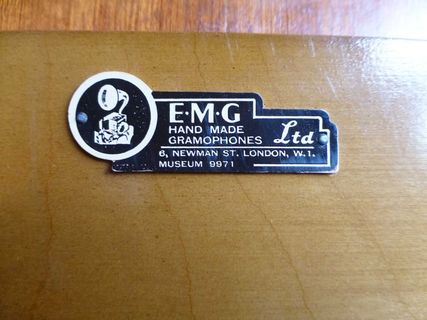 E·M·G
HAND MADE
GRAMOPHONES Ltd
6, NEWMAN ST. LONDON, W.1.
MUSEUM 9971